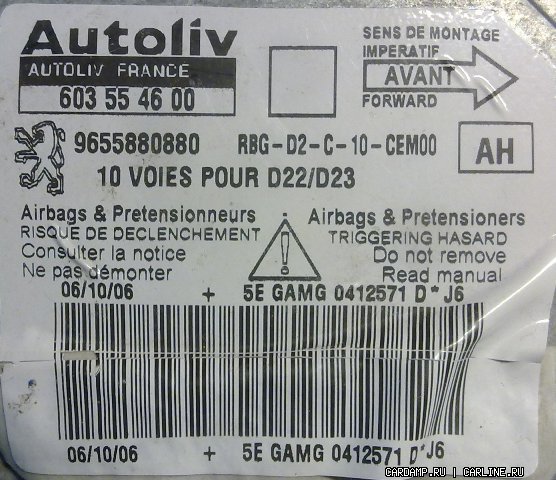 Autoliv
AUTOLIV FRANCE
603 55 46 00
SENS DE MONTAGE
IMPERATIF
AVANT
FORWARD
9655880880 RBG-D2-C-10-CEM00
AH
10 VOIES POUR D22/D23
Airbags & Pretensionneurs
RISQUE DE DECLENCHEMENT
Consulter la notice
Ne pas démonter
Airbags & Pretensioners
TRIGGERING HASARD
Do not remove
Read manual
06/10/06 + 5E GAMG 0412571 D*J6
06/10/06 + 5E GAMG 0412571 D*J6
CARDAMP.RU | CARLINE.RU